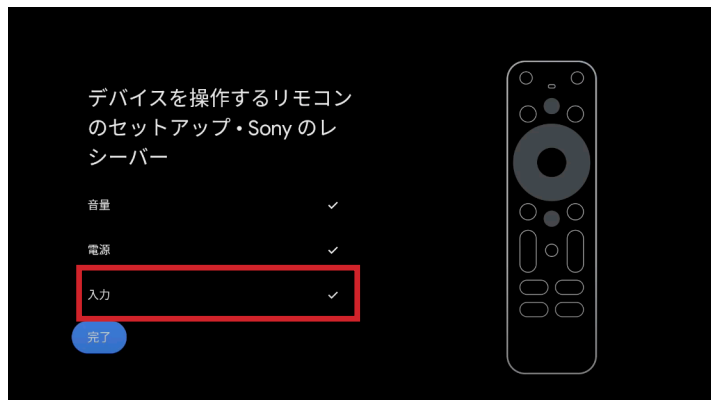 デバイスを操作するリモコン
のセットアップ • Sony のレ
シーバー
音量
電源
入力
完了